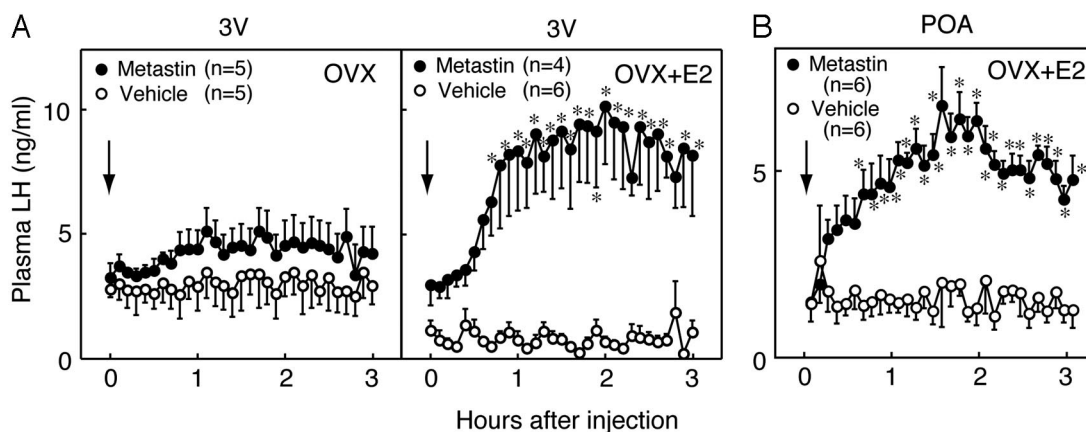 A
3V
3V
B
POA
Metastin (n=5)
Vehicle (n=5)
OVX
Metastin (n=4)
Vehicle (n=6)
OVX+E2
Metastin
(n=6)
Vehicle
(n=6)
OVX+E2
Plasma LH (ng/ml)
10
5
0
5
0
0 1 2 3
0 1 2 3
0 1 2 3
Hours after injection